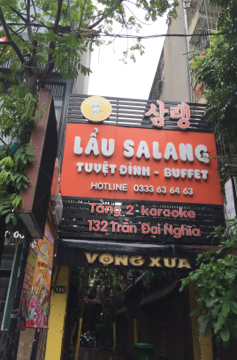 살랭
LẨU SALANG
TUYỆT ĐỈNH - BUFFET
HOTLINE 0333 63 64 63
Tầng 2-karaoke
132 Trần Đại Nghĩa
VỌNG XƯA